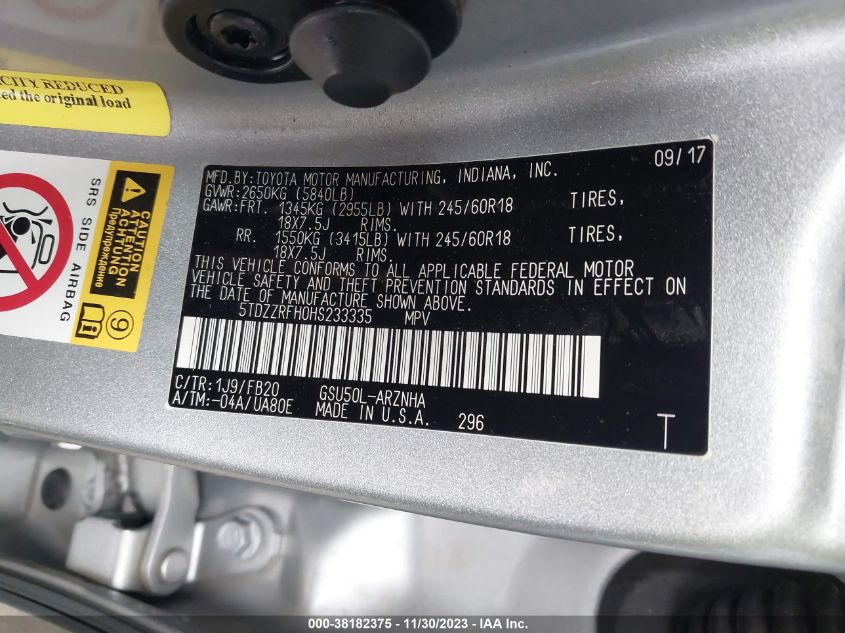 CITY REDUCED
ed the original load
SRS SIDE AIRBAG
CAUTION
ATTENTION
ACHTUNG
Предупреждение
9
MFD. BY: TOYOTA MOTOR MANUFACTURING, INDIANA, INC. 09/17
GVWR: 2650KG (5840LB)
GAWR: FRT. 1345KG (2955LB) WITH 245/60R18 TIRES,
18X7.5J RIMS.
RR. 1550KG (3415LB) WITH 245/60R18 TIRES,
18X7.5J RIMS.
THIS VEHICLE CONFORMS TO ALL APPLICABLE FEDERAL MOTOR
VEHICLE SAFETY AND THEFT PREVENTION STANDARDS IN EFFECT ON
THE DATE OF MANUFACTURE SHOWN ABOVE.
5TDZZRFH0HS233335 MPV
C/TR: 1J9/FB20 GSU50L-ARZNHA
A/TM: -04A/UA80E MADE IN U.S.A. 296
T
000-38182375 - 11/30/2023 - IAA Inc.